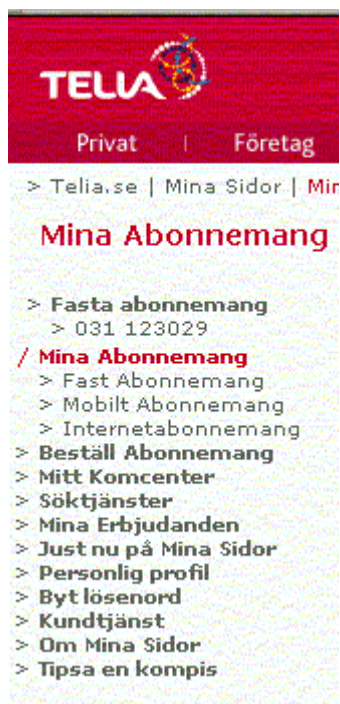 TELIA
Privat | Företag
> Telia.se | Mina Sidor |
Mina Abonnemang
> Fasta abonnemang
> 031 123029
/ Mina Abonnemang
> Fast Abonnemang
> Mobilt Abonnemang
> Internetabonnemang
> Beställ Abonnemang
> Mitt Komcenter
> Söktjänster
> Mina Erbjudanden
> Just nu på Mina Sidor
> Personlig profil
> Byt lösenord
> Kundtjänst
> Om Mina Sidor
> Tipsa en kompis